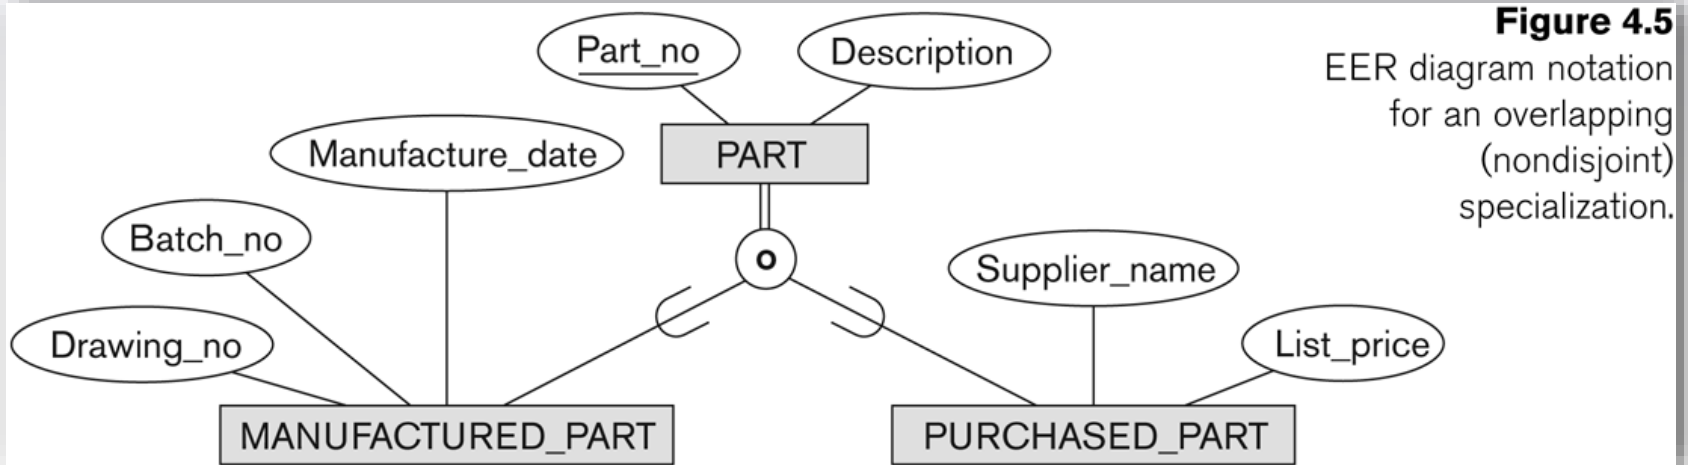 Figure 4.5
EER diagram notation
for an overlapping
(nondisjoint)
specialization.
Part_no
Description
Manufacture_date
PART
Batch_no
o
Supplier_name
Drawing_no
List_price
MANUFACTURED_PART
PURCHASED_PART